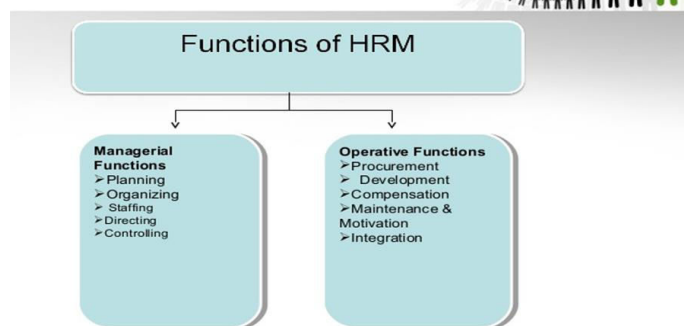 Functions of HRM
Managerial
Functions
➢Planning
➢Organizing
➢ Staffing
➢Directing
➢Controlling
Operative Functions
➢Procurement
➢ Development
➢Compensation
➢Maintenance &
Motivation
➢Integration